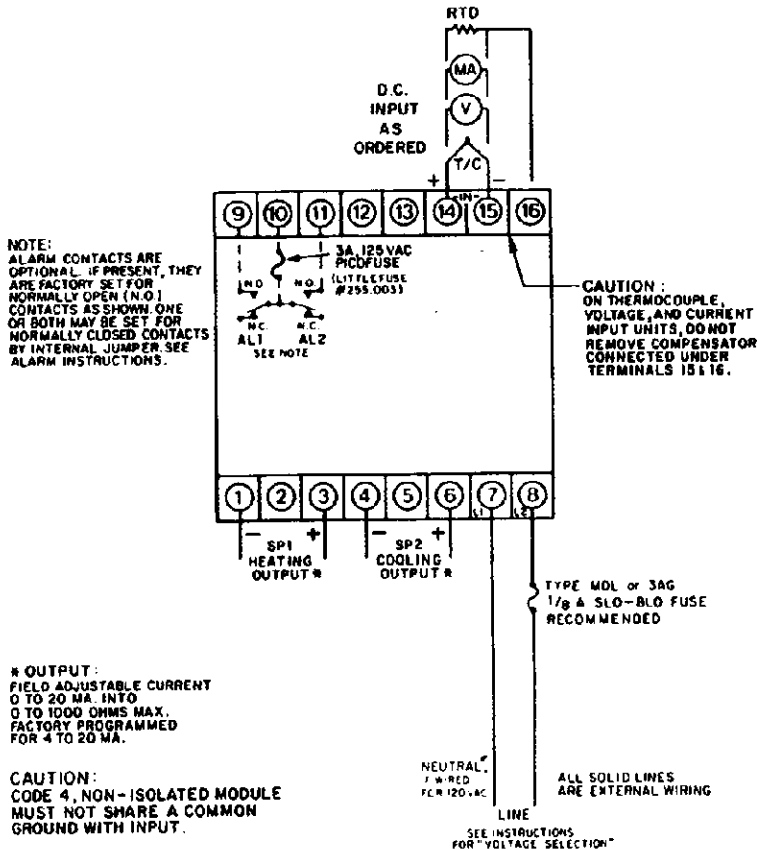 RTD
MA
D.C.
INPUT
AS
ORDERED
V
T/C
+ -
IN
9 10 11 12 13 14 15 16
NOTE:
ALARM CONTACTS ARE
OPTIONAL. IF PRESENT, THEY
ARE FACTORY SET FOR
NORMALLY OPEN (N.O.)
CONTACTS AS SHOWN. ONE
OR BOTH MAY BE SET FOR
NORMALLY CLOSED CONTACTS
BY INTERNAL JUMPER. SEE
ALARM INSTRUCTIONS.
3A, 125 VAC
PICOFUSE
(LITTLEFUSE
#255.003)
N.O. N.O.
N.C. N.C.
AL1 AL2
SEE NOTE
CAUTION:
ON THERMOCOUPLE,
VOLTAGE, AND CURRENT
INPUT UNITS, DO NOT
REMOVE COMPENSATOR
CONNECTED UNDER
TERMINALS 15 & 16.
1 2 3 4 5 6 7 8
L1 L2
- +
SP1
HEATING
OUTPUT *
- +
SP2
COOLING
OUTPUT *
TYPE MDL or 3AG
1/8 A SLO-BLO FUSE
RECOMMENDED
* OUTPUT:
FIELD ADJUSTABLE CURRENT
0 TO 20 MA. INTO
0 TO 1000 OHMS MAX.
FACTORY PROGRAMMED
FOR 4 TO 20 MA.
CAUTION:
CODE 4, NON-ISOLATED MODULE
MUST NOT SHARE A COMMON
GROUND WITH INPUT.
NEUTRAL,
WIRED
FOR 120 VAC
ALL SOLID LINES
ARE EXTERNAL WIRING
LINE
SEE INSTRUCTIONS
FOR "VOLTAGE SELECTION"